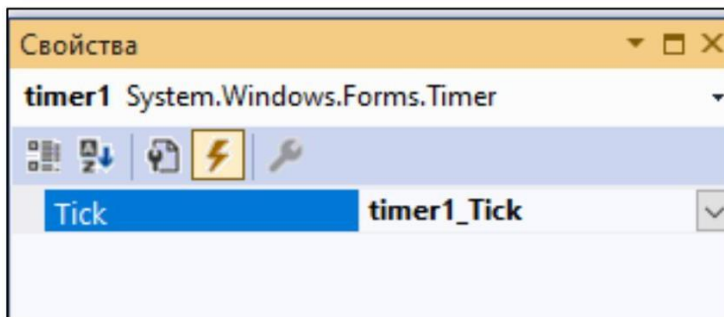 Свойства
timer1 System.Windows.Forms.Timer
Tick timer1_Tick